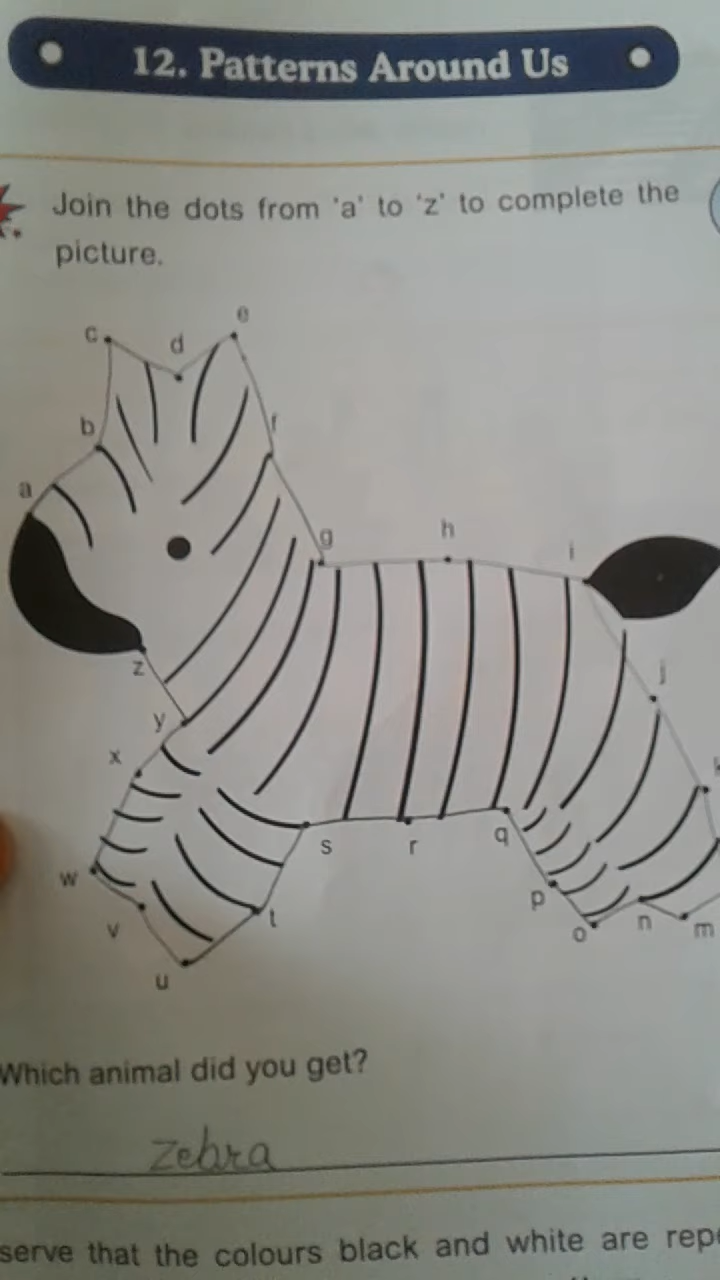 12. Patterns Around Us
Join the dots from 'a' to 'z' to complete the
picture.
e
c
d
b
f
a
g
h
i
z
j
y
x
k
s
r
q
w
p
t
v
o
n
m
u
Which animal did you get?
zebra
serve that the colours black and white are repe